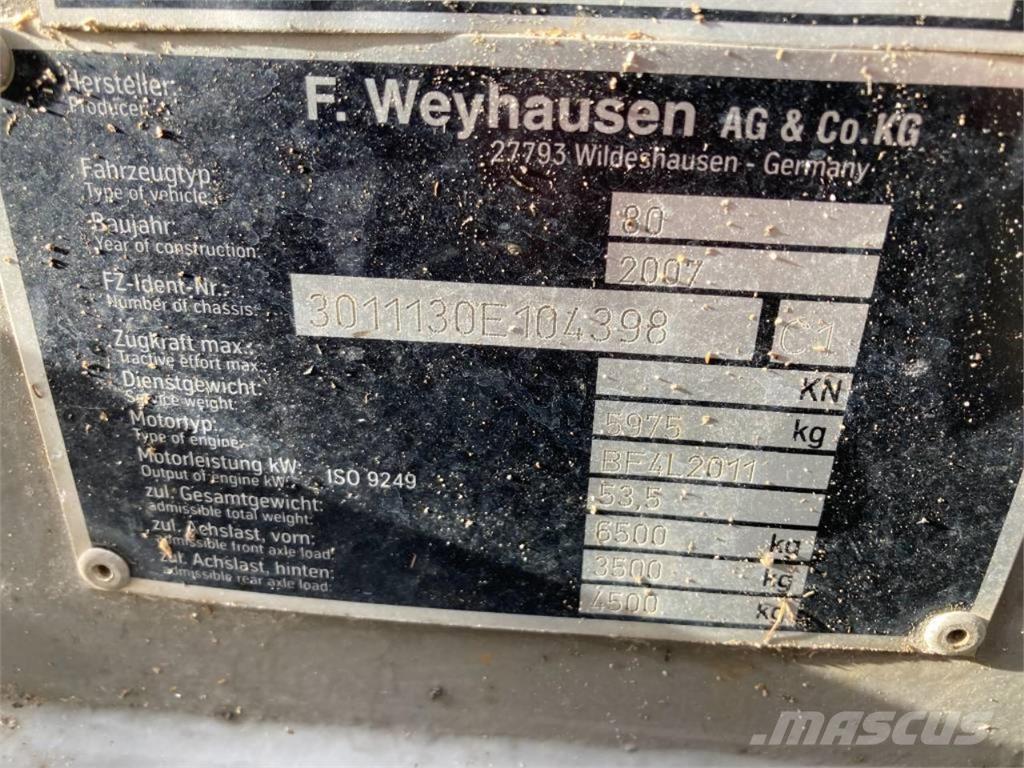 Hersteller:
Producer:
F. Weyhausen AG & Co. KG
27793 Wildeshausen - Germany
Fahrzeugtyp:
Type of vehicle:
80
Baujahr:
Year of construction:
2007
FZ-Ident-Nr.:
Number of chassis:
3011130E104398 C1
Zugkraft max.:
Tractive effort max.:
KN
Dienstgewicht:
Service weight:
5975 kg
Motortyp:
Type of engine:
BF4L2011
Motorleistung kW:
Output of engine kW:
ISO 9249
53,5
zul. Gesamtgewicht:
admissible total weight:
6500 kg
zul. Achslast, vorn:
admissible front axle load:
3500 kg
zul. Achslast, hinten:
admissible rear axle load:
4500 kg
MASCUS